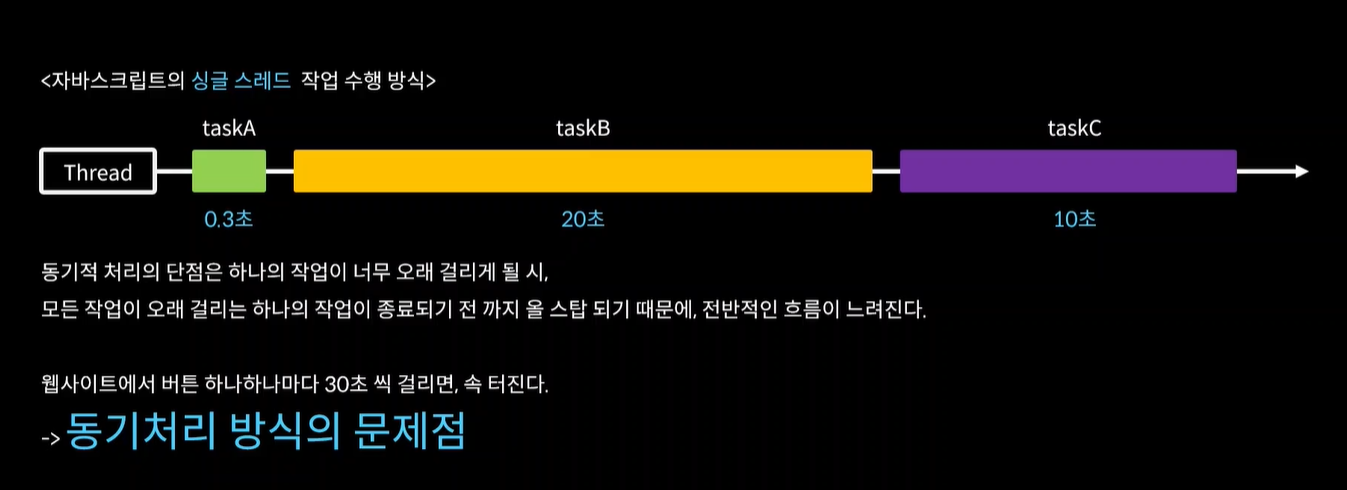 <자바스크립트의 싱글 스레드 작업 수행 방식>
taskA taskB taskC
Thread
0.3초 20초 10초
동기적 처리의 단점은 하나의 작업이 너무 오래 걸리게 될 시,
모든 작업이 오래 걸리는 하나의 작업이 종료되기 전 까지 올 스탑 되기 때문에, 전반적인 흐름이 느려진다.
웹사이트에서 버튼 하나하나마다 30초 씩 걸리면, 속 터진다.
-> 동기처리 방식의 문제점